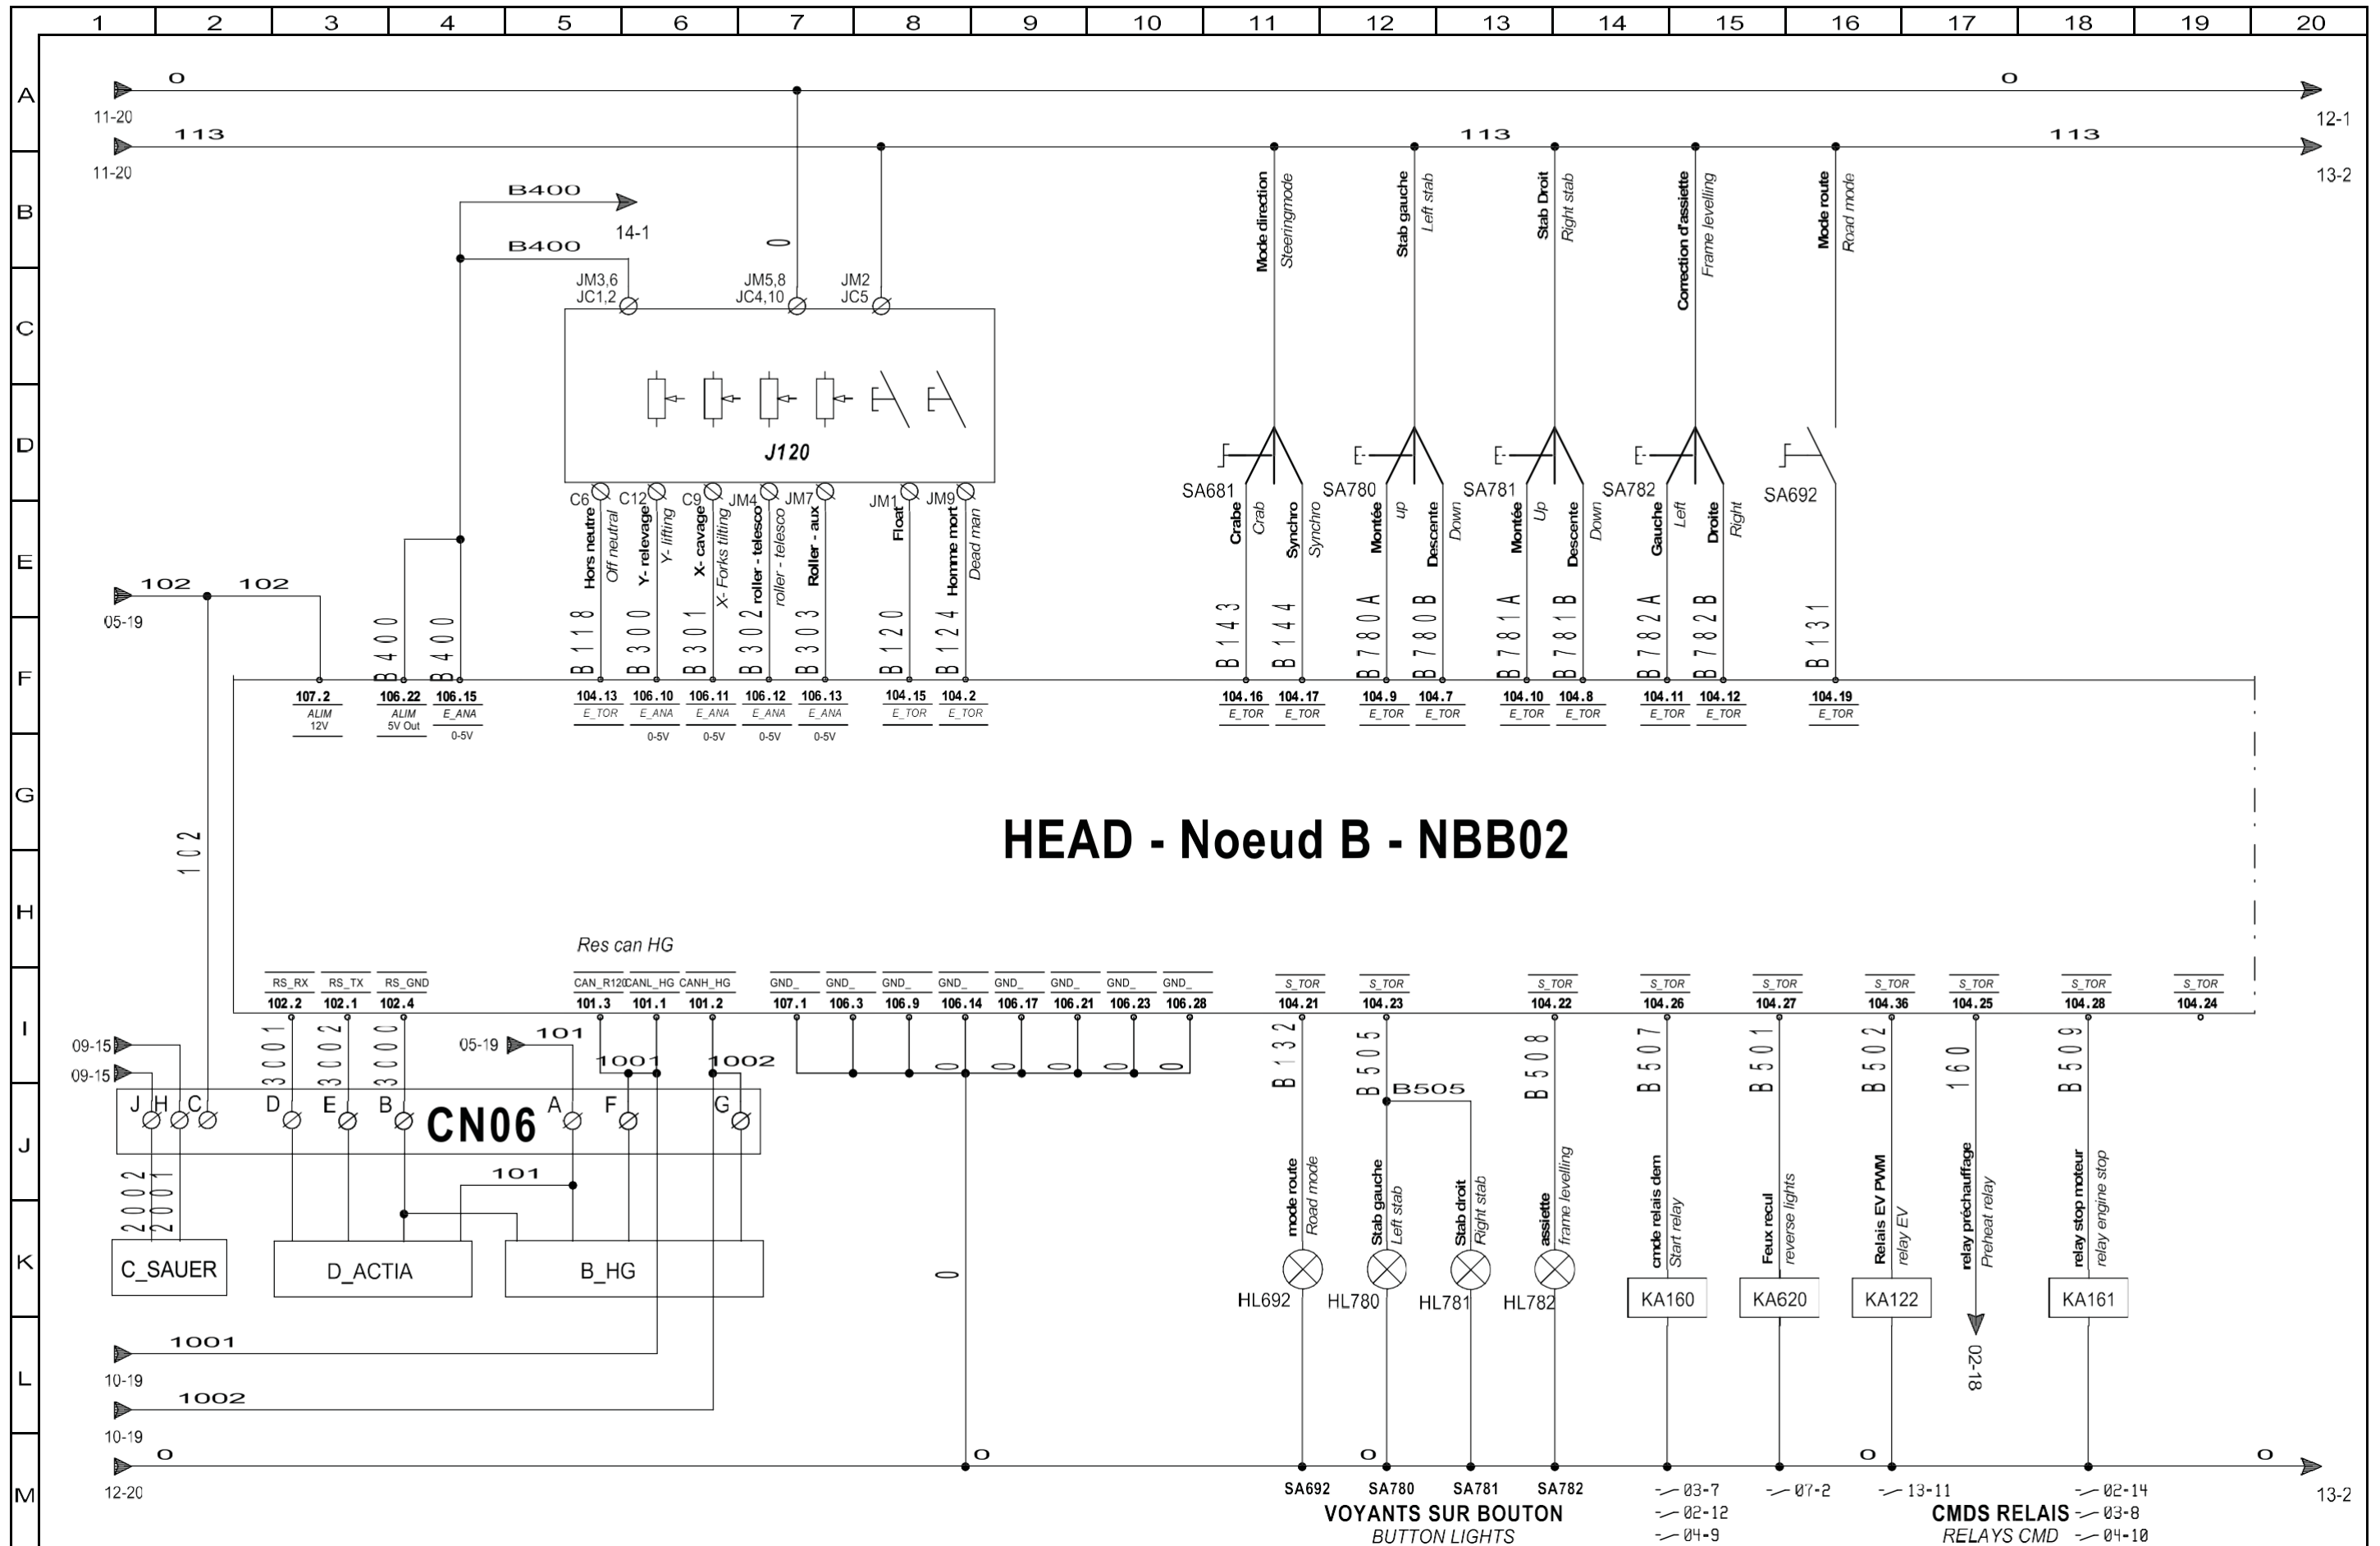 1 2 3 4 5 6 7 8 9 10 11 12 13 14 15 16 17 18 19 20
A
0 0
11-20 12-1
113 113 113
11-20 13-2
B
B400
14-1
B400
0
Mode direction
Steeringmode
Stab gauche
Left stab
Stab Droit
Right stab
Correction d'assiette
Frame levelling
Mode route
Road mode
C
JM3,6 JM5,8 JM2
JC1,2 JC4,10 JC5
D
J120
SA681 SA780 SA781 SA782 SA692
E
C6 C12 C9 JM4 JM7 JM1 JM9
Hors neutre
Off neutral
Y- relevage
Y- lifting
X- cavage
X- Forks tilting
roller - telesco
roller - telesco
Roller - aux
Float
Homme mort
Dead man
Crabe
Crab
Synchro
Synchro
Montée
up
Descente
Down
Montée
Up
Descente
Down
Gauche
Left
Droite
Right
102 102
05-19
F
B400 B400 B118 B300 B301 B302 B303 B120 B124 B143 B144 B780A B780B B781A B781B B782A B782B B131
107.2 106.22 106.15 104.13 106.10 106.11 106.12 106.13 104.15 104.2 104.16 104.17 104.9 104.7 104.10 104.8 104.11 104.12 104.19
ALIM ALIM E_ANA E_TOR E_ANA E_ANA E_ANA E_ANA E_TOR E_TOR E_TOR E_TOR E_TOR E_TOR E_TOR E_TOR E_TOR E_TOR E_TOR
12V 5V Out 0-5V 0-5V 0-5V 0-5V 0-5V
G
102
HEAD - Noeud B - NBB02
H
Res can HG
RS_RX RS_TX RS_GND CAN_R120 CANL_HG CANH_HG GND_ GND_ GND_ GND_ GND_ GND_ GND_ GND_ S_TOR S_TOR S_TOR S_TOR S_TOR S_TOR S_TOR S_TOR S_TOR
102.2 102.1 102.4 101.3 101.1 101.2 107.1 106.3 106.9 106.14 106.17 106.21 106.23 106.28 104.21 104.23 104.22 104.26 104.27 104.36 104.25 104.28 104.24
I
09-15
09-15
3001 3002 3000
05-19 101
1001 1002
0 0 0 0 0
B132 B505 B508 B507 B501 B502 160 B509
B505
J
J H C D E B CN06 A F G
2002 2001
101
mode route
Road mode
Stab gauche
Left stab
Stab droit
Right stab
assiette
frame levelling
cmde relais dem
Start relay
Feux recul
reverse lights
Relais EV PWM
relay EV
relay préchauffage
Preheat relay
relay stop moteur
relay engine stop
K
C_SAUER D_ACTIA B_HG
0
HL692 HL780 HL781 HL782 KA160 KA620 KA122 KA161
L
1001
10-19
1002
10-19
02-18
M
0 0 0 0 0
12-20 13-2
SA692 SA780 SA781 SA782
VOYANTS SUR BOUTON
BUTTON LIGHTS
03-7 07-2 13-11 02-14
02-12 CMDS RELAIS 03-8
04-9 RELAYS CMD 04-10